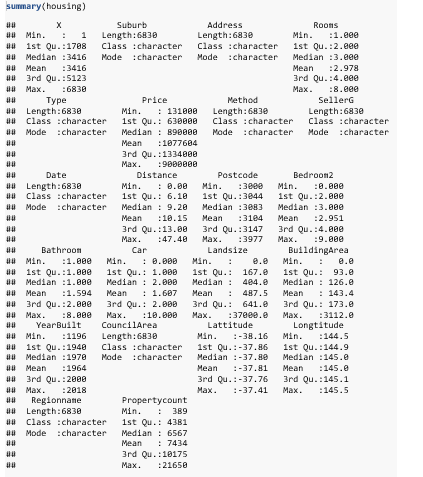 summary(housing)
##        X           Suburb            Address              Rooms
##  Min.   :   1   Length:6830        Length:6830        Min.   :1.000
##  1st Qu.:1708   Class :character   Class :character   1st Qu.:2.000
##  Median :3416   Mode  :character   Mode  :character   Median :3.000
##  Mean   :3416                                         Mean   :2.978
##  3rd Qu.:5123                                         3rd Qu.:4.000
##  Max.   :6830                                         Max.   :8.000
##      Type               Price            Method            SellerG
##  Length:6830        Min.   : 131000   Length:6830        Length:6830
##  Class :character   1st Qu.: 630000   Class :character   Class :character
##  Mode  :character   Median : 890000   Mode  :character   Mode  :character
##                     Mean   :1077604
##                     3rd Qu.:1334000
##                     Max.   :9000000
##      Date              Distance        Postcode       Bedroom2
##  Length:6830        Min.   : 0.00   Min.   :3000   Min.   :0.000
##  Class :character   1st Qu.: 6.10   1st Qu.:3044   1st Qu.:2.000
##  Mode  :character   Median : 9.20   Median :3083   Median :3.000
##                     Mean   :10.15   Mean   :3104   Mean   :2.951
##                     3rd Qu.:13.00   3rd Qu.:3147   3rd Qu.:4.000
##                     Max.   :47.40   Max.   :3977   Max.   :9.000
##     Bathroom          Car            Landsize        BuildingArea
##  Min.   :1.000   Min.   : 0.000   Min.   :    0.0   Min.   :   0.0
##  1st Qu.:1.000   1st Qu.: 1.000   1st Qu.:  167.0   1st Qu.:  93.0
##  Median :1.000   Median : 2.000   Median :  404.0   Median : 126.0
##  Mean   :1.594   Mean   : 1.607   Mean   :  487.5   Mean   : 143.4
##  3rd Qu.:2.000   3rd Qu.: 2.000   3rd Qu.:  641.0   3rd Qu.: 173.0
##  Max.   :8.000   Max.   :10.000   Max.   :37000.0   Max.   :3112.0
##    YearBuilt    CouncilArea          Lattitude        Longtitude
##  Min.   :1196   Length:6830        Min.   :-38.16   Min.   :144.5
##  1st Qu.:1940   Class :character   1st Qu.:-37.86   1st Qu.:144.9
##  Median :1970   Mode  :character   Median :-37.80   Median :145.0
##  Mean   :1964                      Mean   :-37.81   Mean   :145.0
##  3rd Qu.:2000                      3rd Qu.:-37.76   3rd Qu.:145.1
##  Max.   :2018                      Max.   :-37.41   Max.   :145.5
##   Regionname        Propertycount
##  Length:6830        Min.   :  389
##  Class :character   1st Qu.: 4381
##  Mode  :character   Median : 6567
##                     Mean   : 7434
##                     3rd Qu.:10175
##                     Max.   :21650